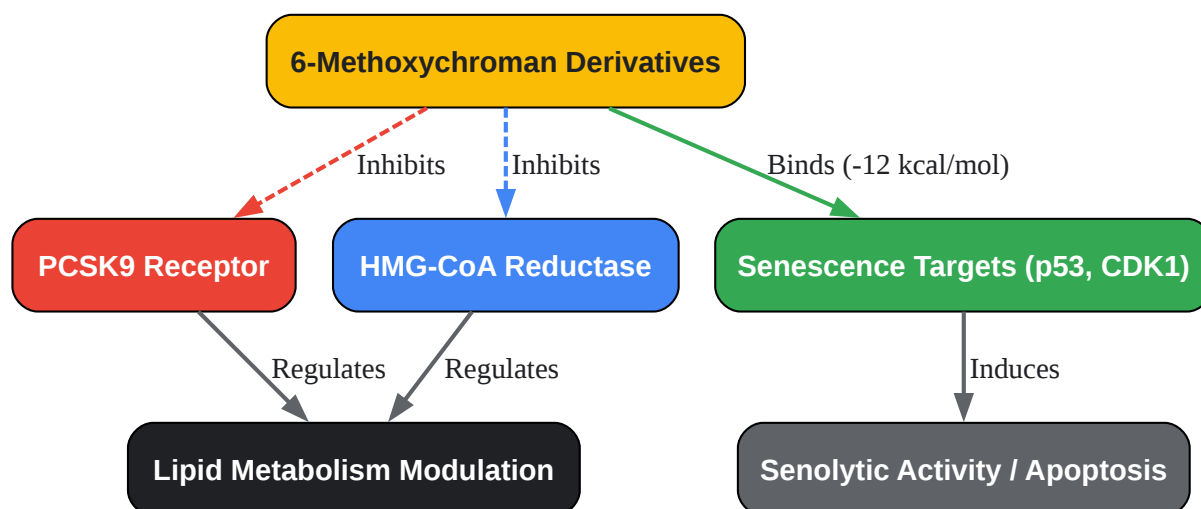 6-Methoxychroman Derivatives
Inhibits
Inhibits
Binds (-12 kcal/mol)
PCSK9 Receptor
HMG-CoA Reductase
Senescence Targets (p53, CDK1)
Regulates
Regulates
Induces
Lipid Metabolism Modulation
Senolytic Activity / Apoptosis